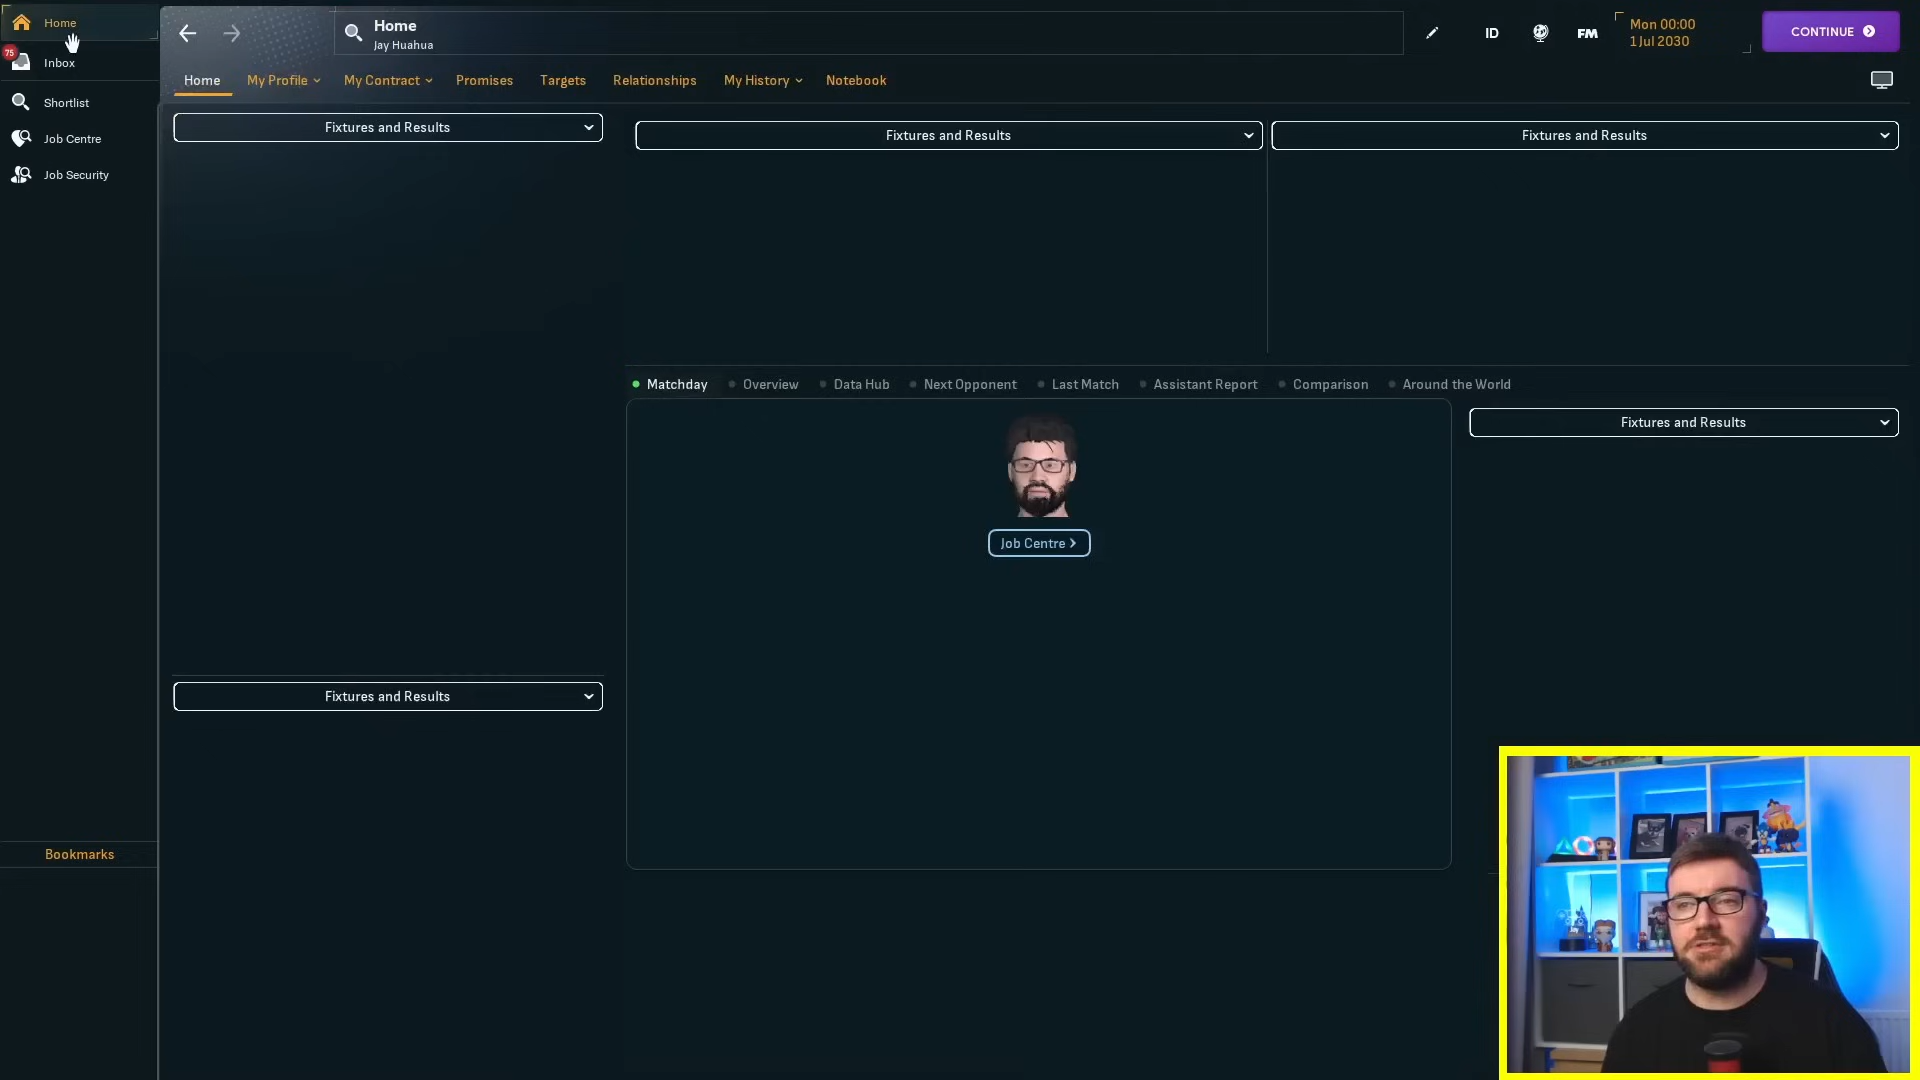 Home
75
Inbox
Shortlist
Job Centre
Job Security
Bookmarks
Home
Jay Huahua
ID
FM
Mon 00:00
1 Jul 2030
CONTINUE
Home
My Profile
My Contract
Promises
Targets
Relationships
My History
Notebook
Fixtures and Results
Fixtures and Results
Fixtures and Results
Matchday
Overview
Data Hub
Next Opponent
Last Match
Assistant Report
Comparison
Around the World
Fixtures and Results
Job Centre
Fixtures and Results